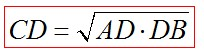 CD = √AD · DB